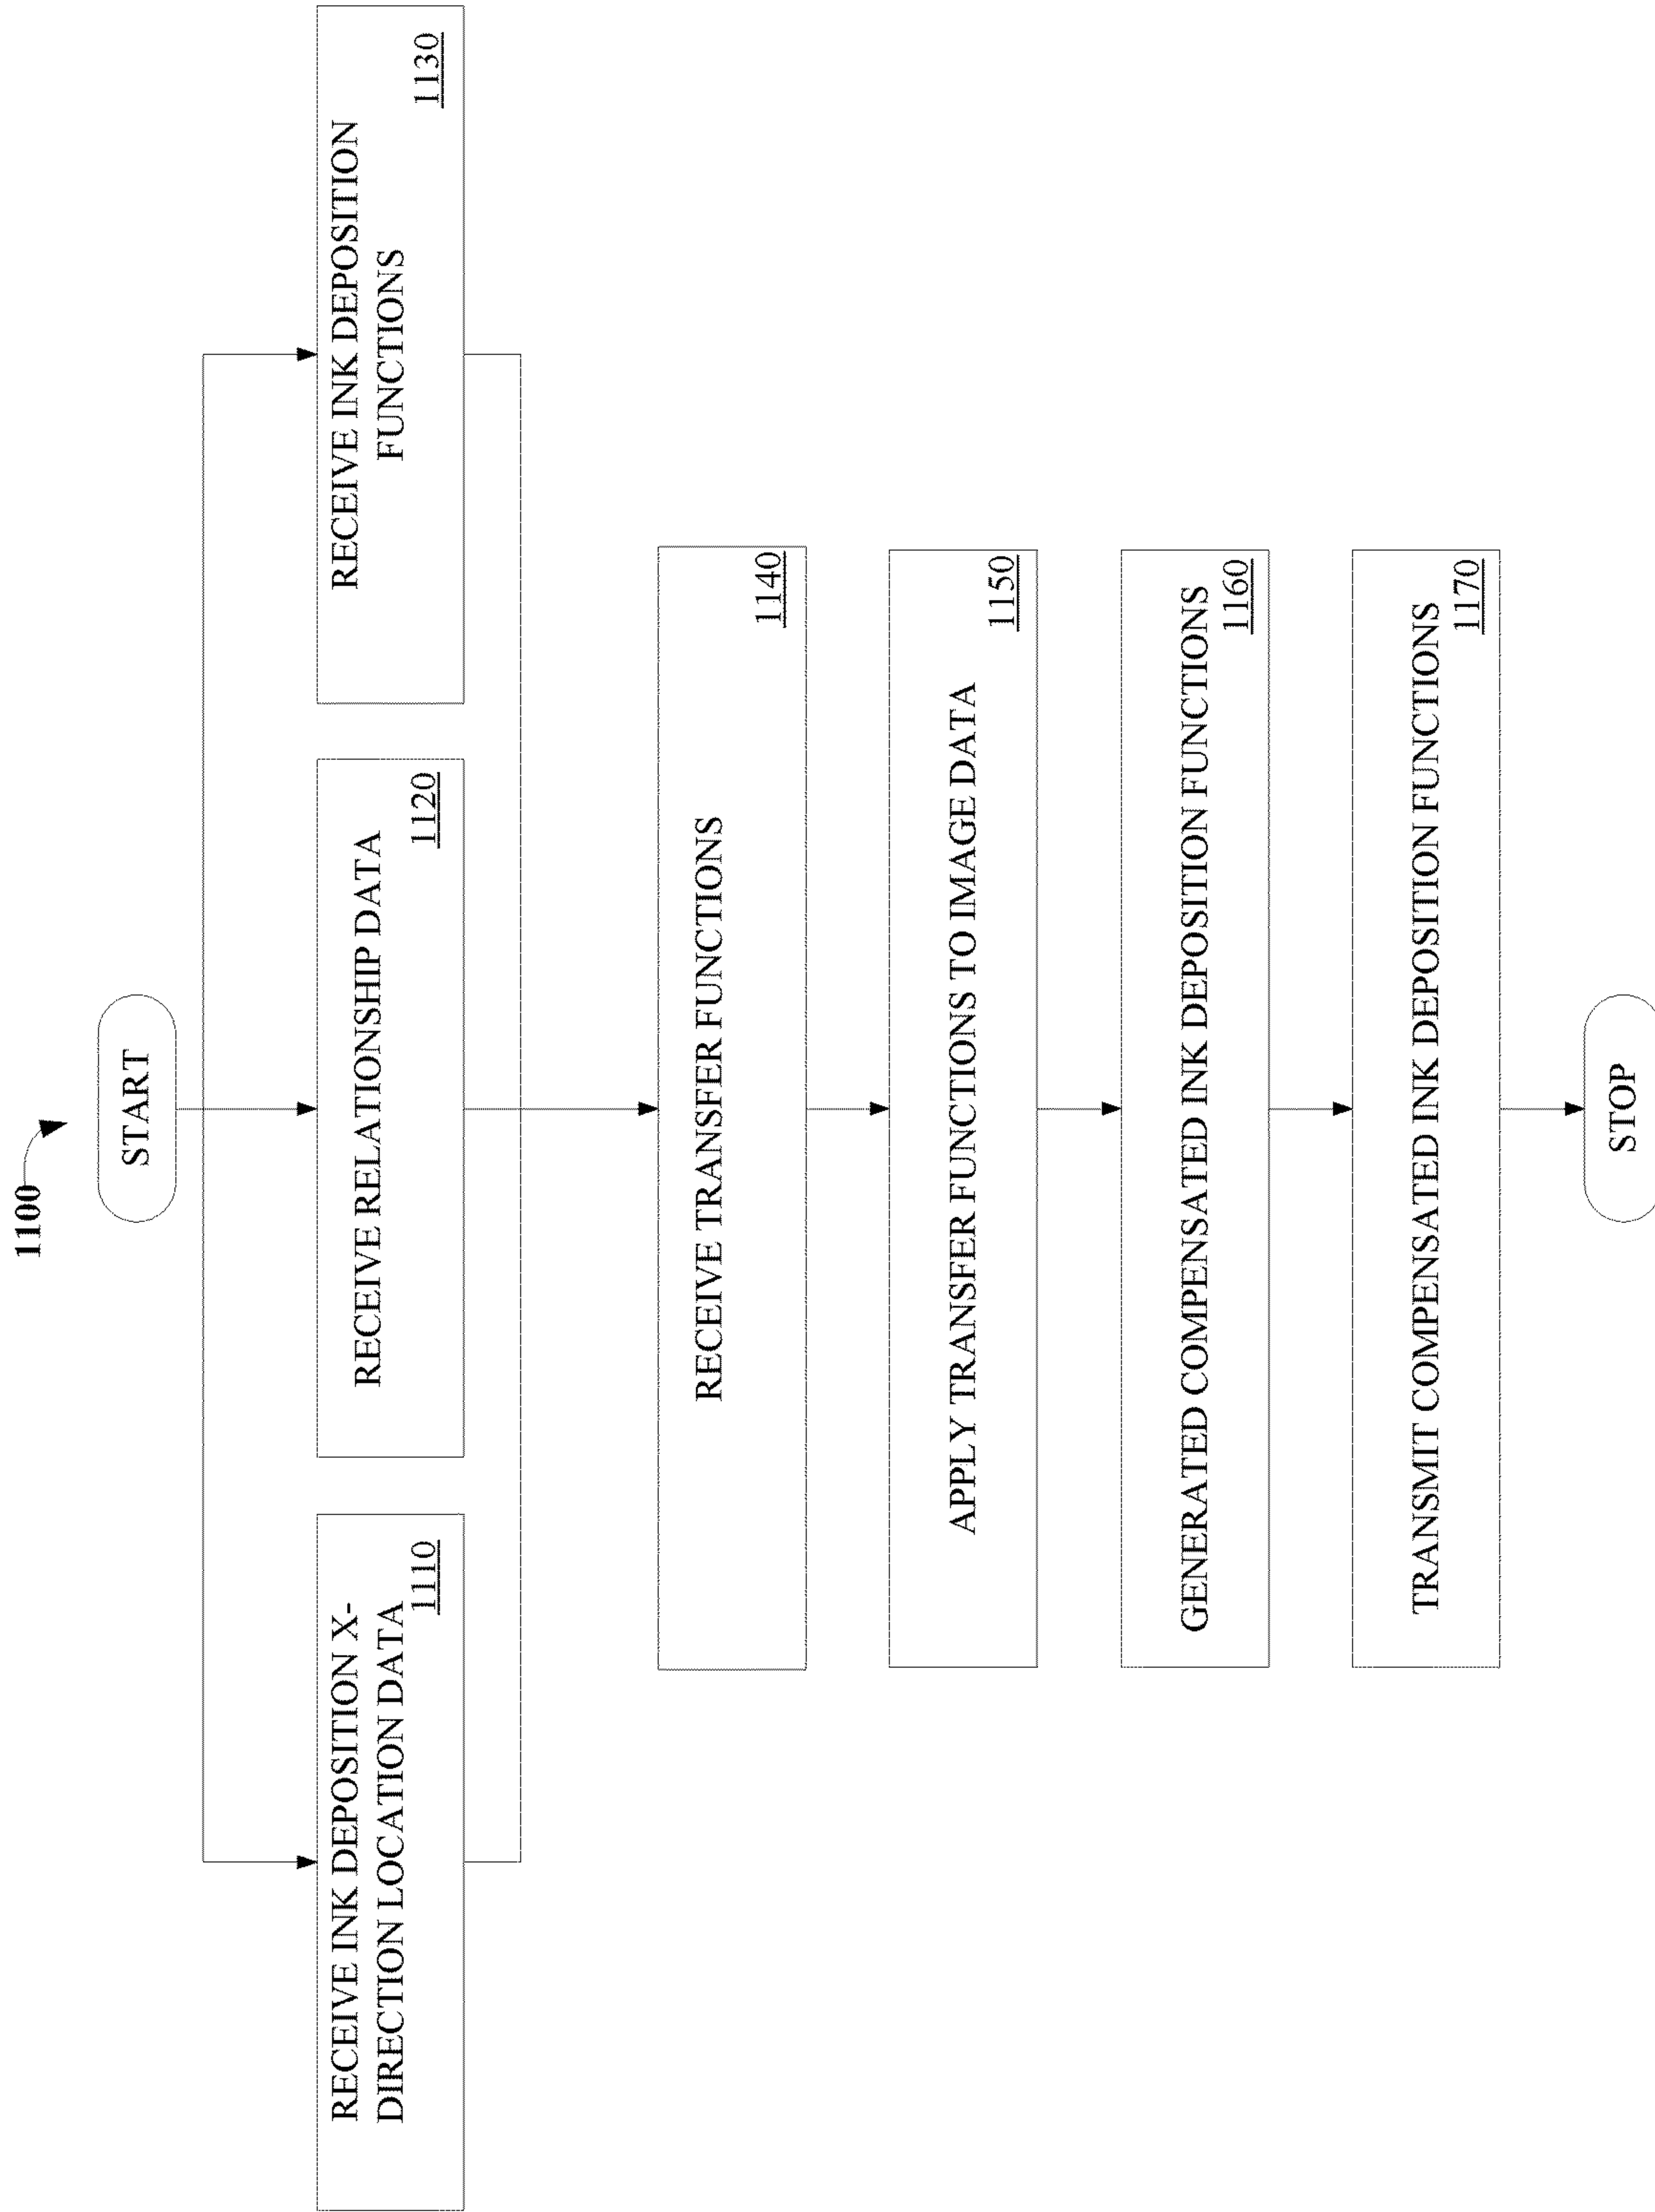 1100
START
RECEIVE INK DEPOSITION X-
DIRECTION LOCATION DATA
1110
RECEIVE RELATIONSHIP DATA
1120
RECEIVE INK DEPOSITION
FUNCTIONS
1130
RECEIVE TRANSFER FUNCTIONS
1140
APPLY TRANSFER FUNCTIONS TO IMAGE DATA
1150
GENERATED COMPENSATED INK DEPOSITION FUNCTIONS
1160
TRANSMIT COMPENSATED INK DEPOSITION FUNCTIONS
1170
STOP